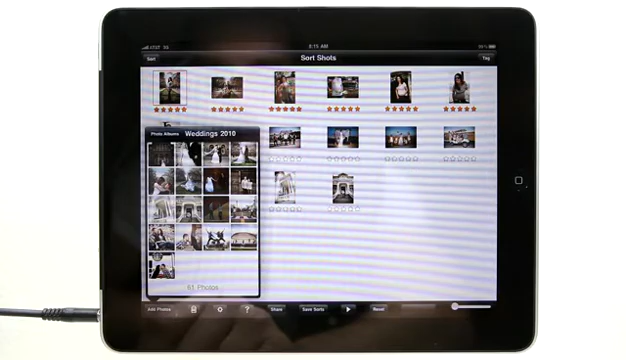 AT&T 3G 8:15 AM
Sort Sort Shots Tag
Photo Albums Weddings 2010
61 Photos
Add Photos ? Share Save Sorts Reset